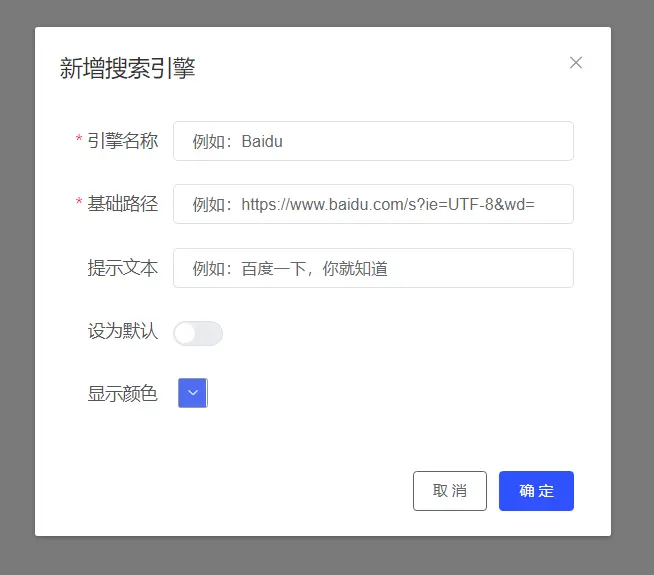 新增搜索引擎
* 引擎名称 例如：Baidu
* 基础路径 例如：https://www.baidu.com/s?ie=UTF-8&wd=
提示文本 例如：百度一下，你就知道
设为默认
显示颜色
取 消 确 定